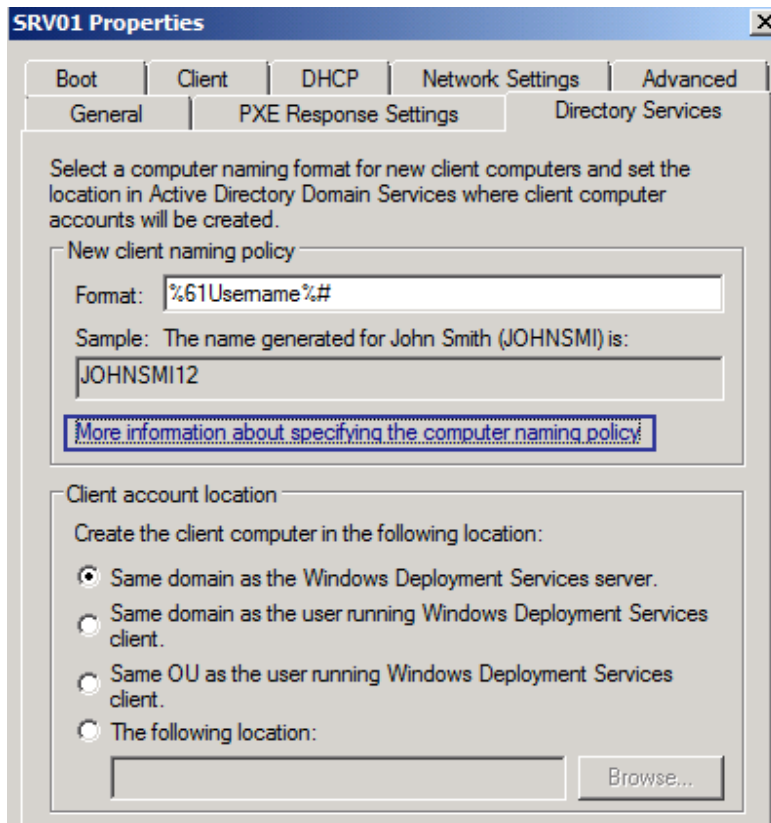 SRV01 Properties
Boot Client DHCP Network Settings Advanced
General PXE Response Settings Directory Services
Select a computer naming format for new client computers and set the
location in Active Directory Domain Services where client computer
accounts will be created.
New client naming policy
Format: %61Username%#
Sample: The name generated for John Smith (JOHNSMI) is:
JOHNSMI12
More information about specifying the computer naming policy
Client account location
Create the client computer in the following location:
Same domain as the Windows Deployment Services server.
Same domain as the user running Windows Deployment Services
client.
Same OU as the user running Windows Deployment Services
client.
The following location:
Browse...